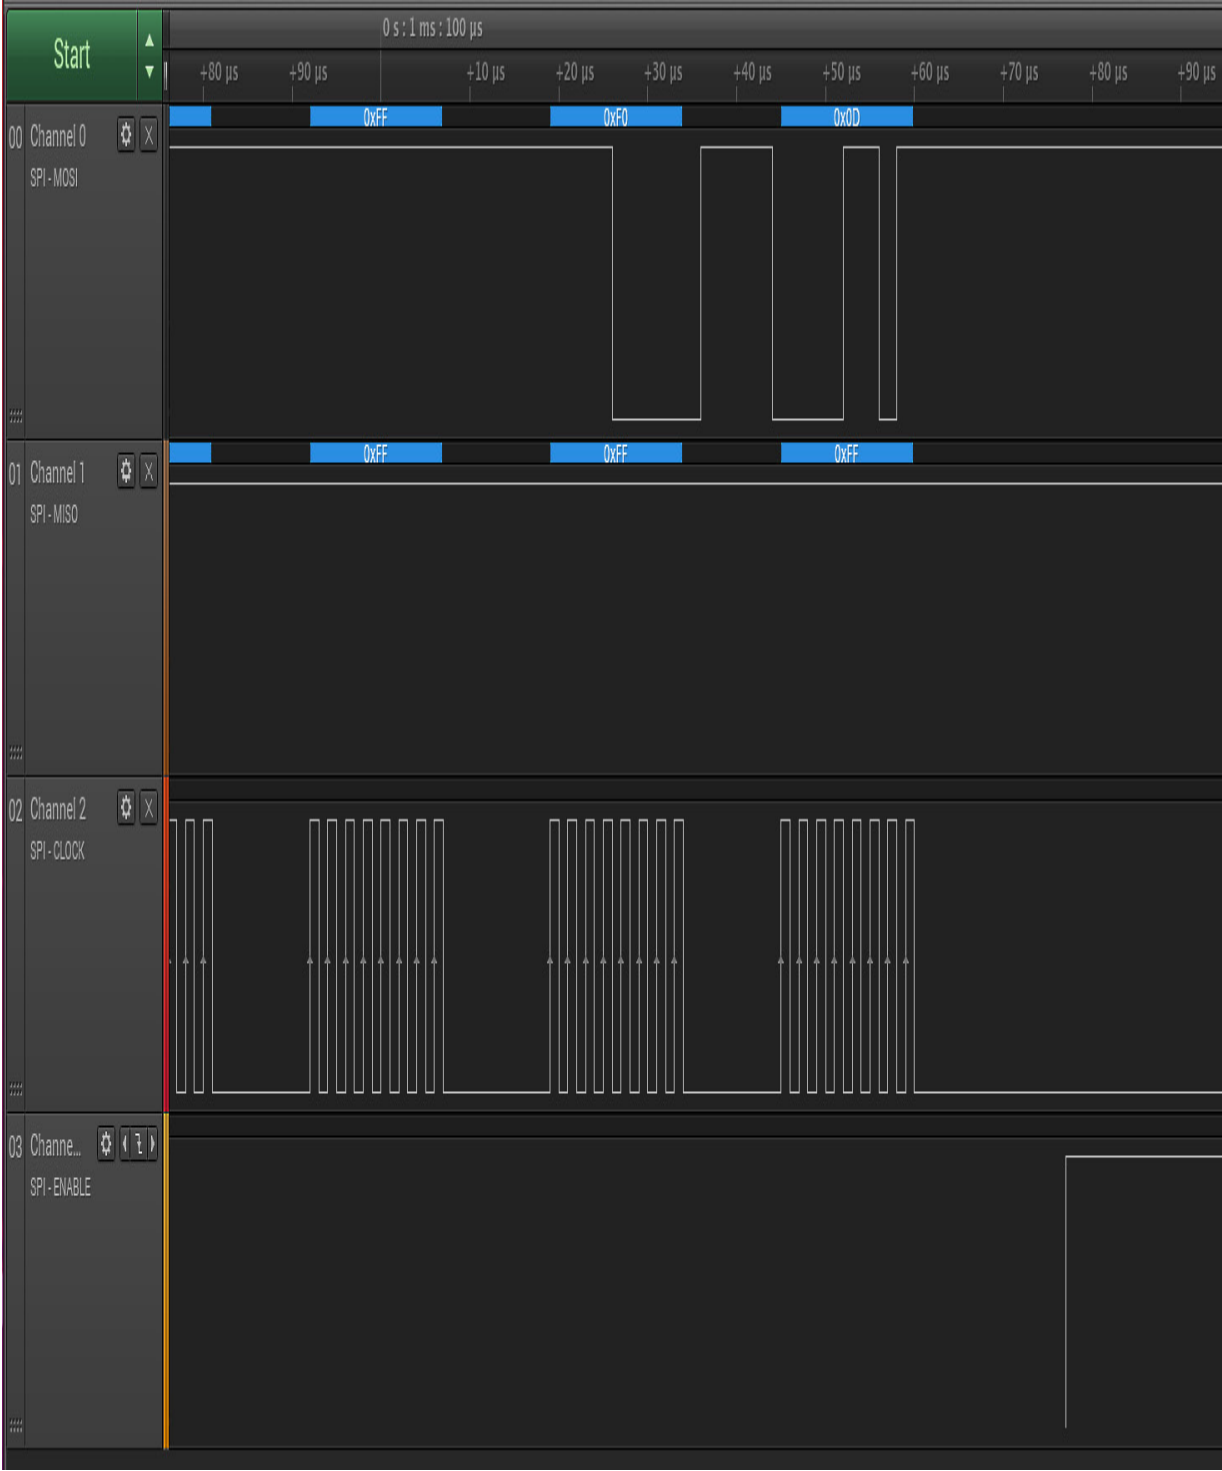 Start
0 s : 1 ms : 100 µs
+80 µs +90 µs +10 µs +20 µs +30 µs +40 µs +50 µs +60 µs +70 µs +80 µs +90 µs
00 Channel 0
0xFF 0xF0 0x0D
SPI - MOSI
01 Channel 1
0xFF 0xFF 0xFF
SPI - MISO
02 Channel 2
SPI - CLOCK
03 Channe...
SPI - ENABLE